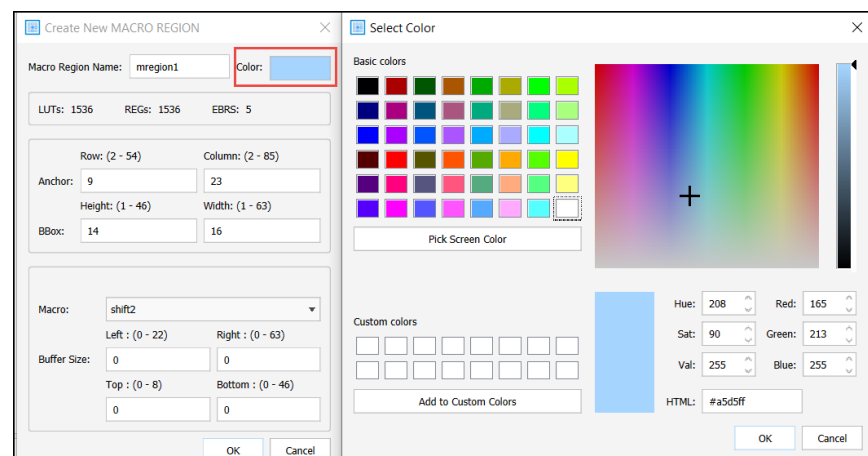 Create New MACRO REGION
Macro Region Name: mregion1 Color:
LUTs: 1536 REGs: 1536 EBRS: 5
Row: (2 - 54) Column: (2 - 85)
Anchor: 9 23
Height: (1 - 46) Width: (1 - 63)
BBox: 14 16
Macro: shift2
Left : (0 - 22) Right : (0 - 63)
Buffer Size: 0 0
Top : (0 - 8) Bottom : (0 - 46)
0 0
OK Cancel
Select Color
Basic colors
Pick Screen Color
Custom colors
Add to Custom Colors
Hue: 208 Red: 165
Sat: 90 Green: 213
Val: 255 Blue: 255
HTML: #a5d5ff
OK Cancel